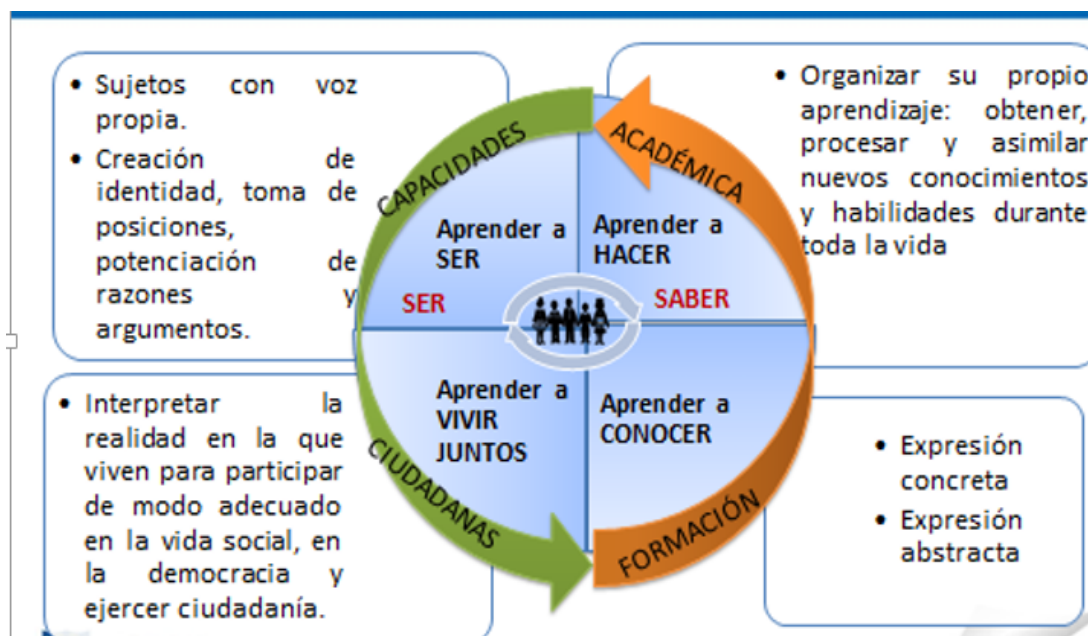 • Sujetos con voz
propia.
• Creación de
identidad, toma de
posiciones,
potenciación de
razones y
argumentos.
• Organizar su propio
aprendizaje: obtener,
procesar y asimilar
nuevos conocimientos
y habilidades durante
toda la vida
CAPACIDADES
ACADÉMICA
Aprender a
SER
SER
Aprender a
HACER
SABER
Aprender a
VIVIR
JUNTOS
Aprender a
CONOCER
CIUDADANAS
FORMACIÓN
• Interpretar la
realidad en la que
viven para participar
de modo adecuado
en la vida social, en
la democracia y
ejercer ciudadanía.
• Expresión
concreta
• Expresión
abstracta